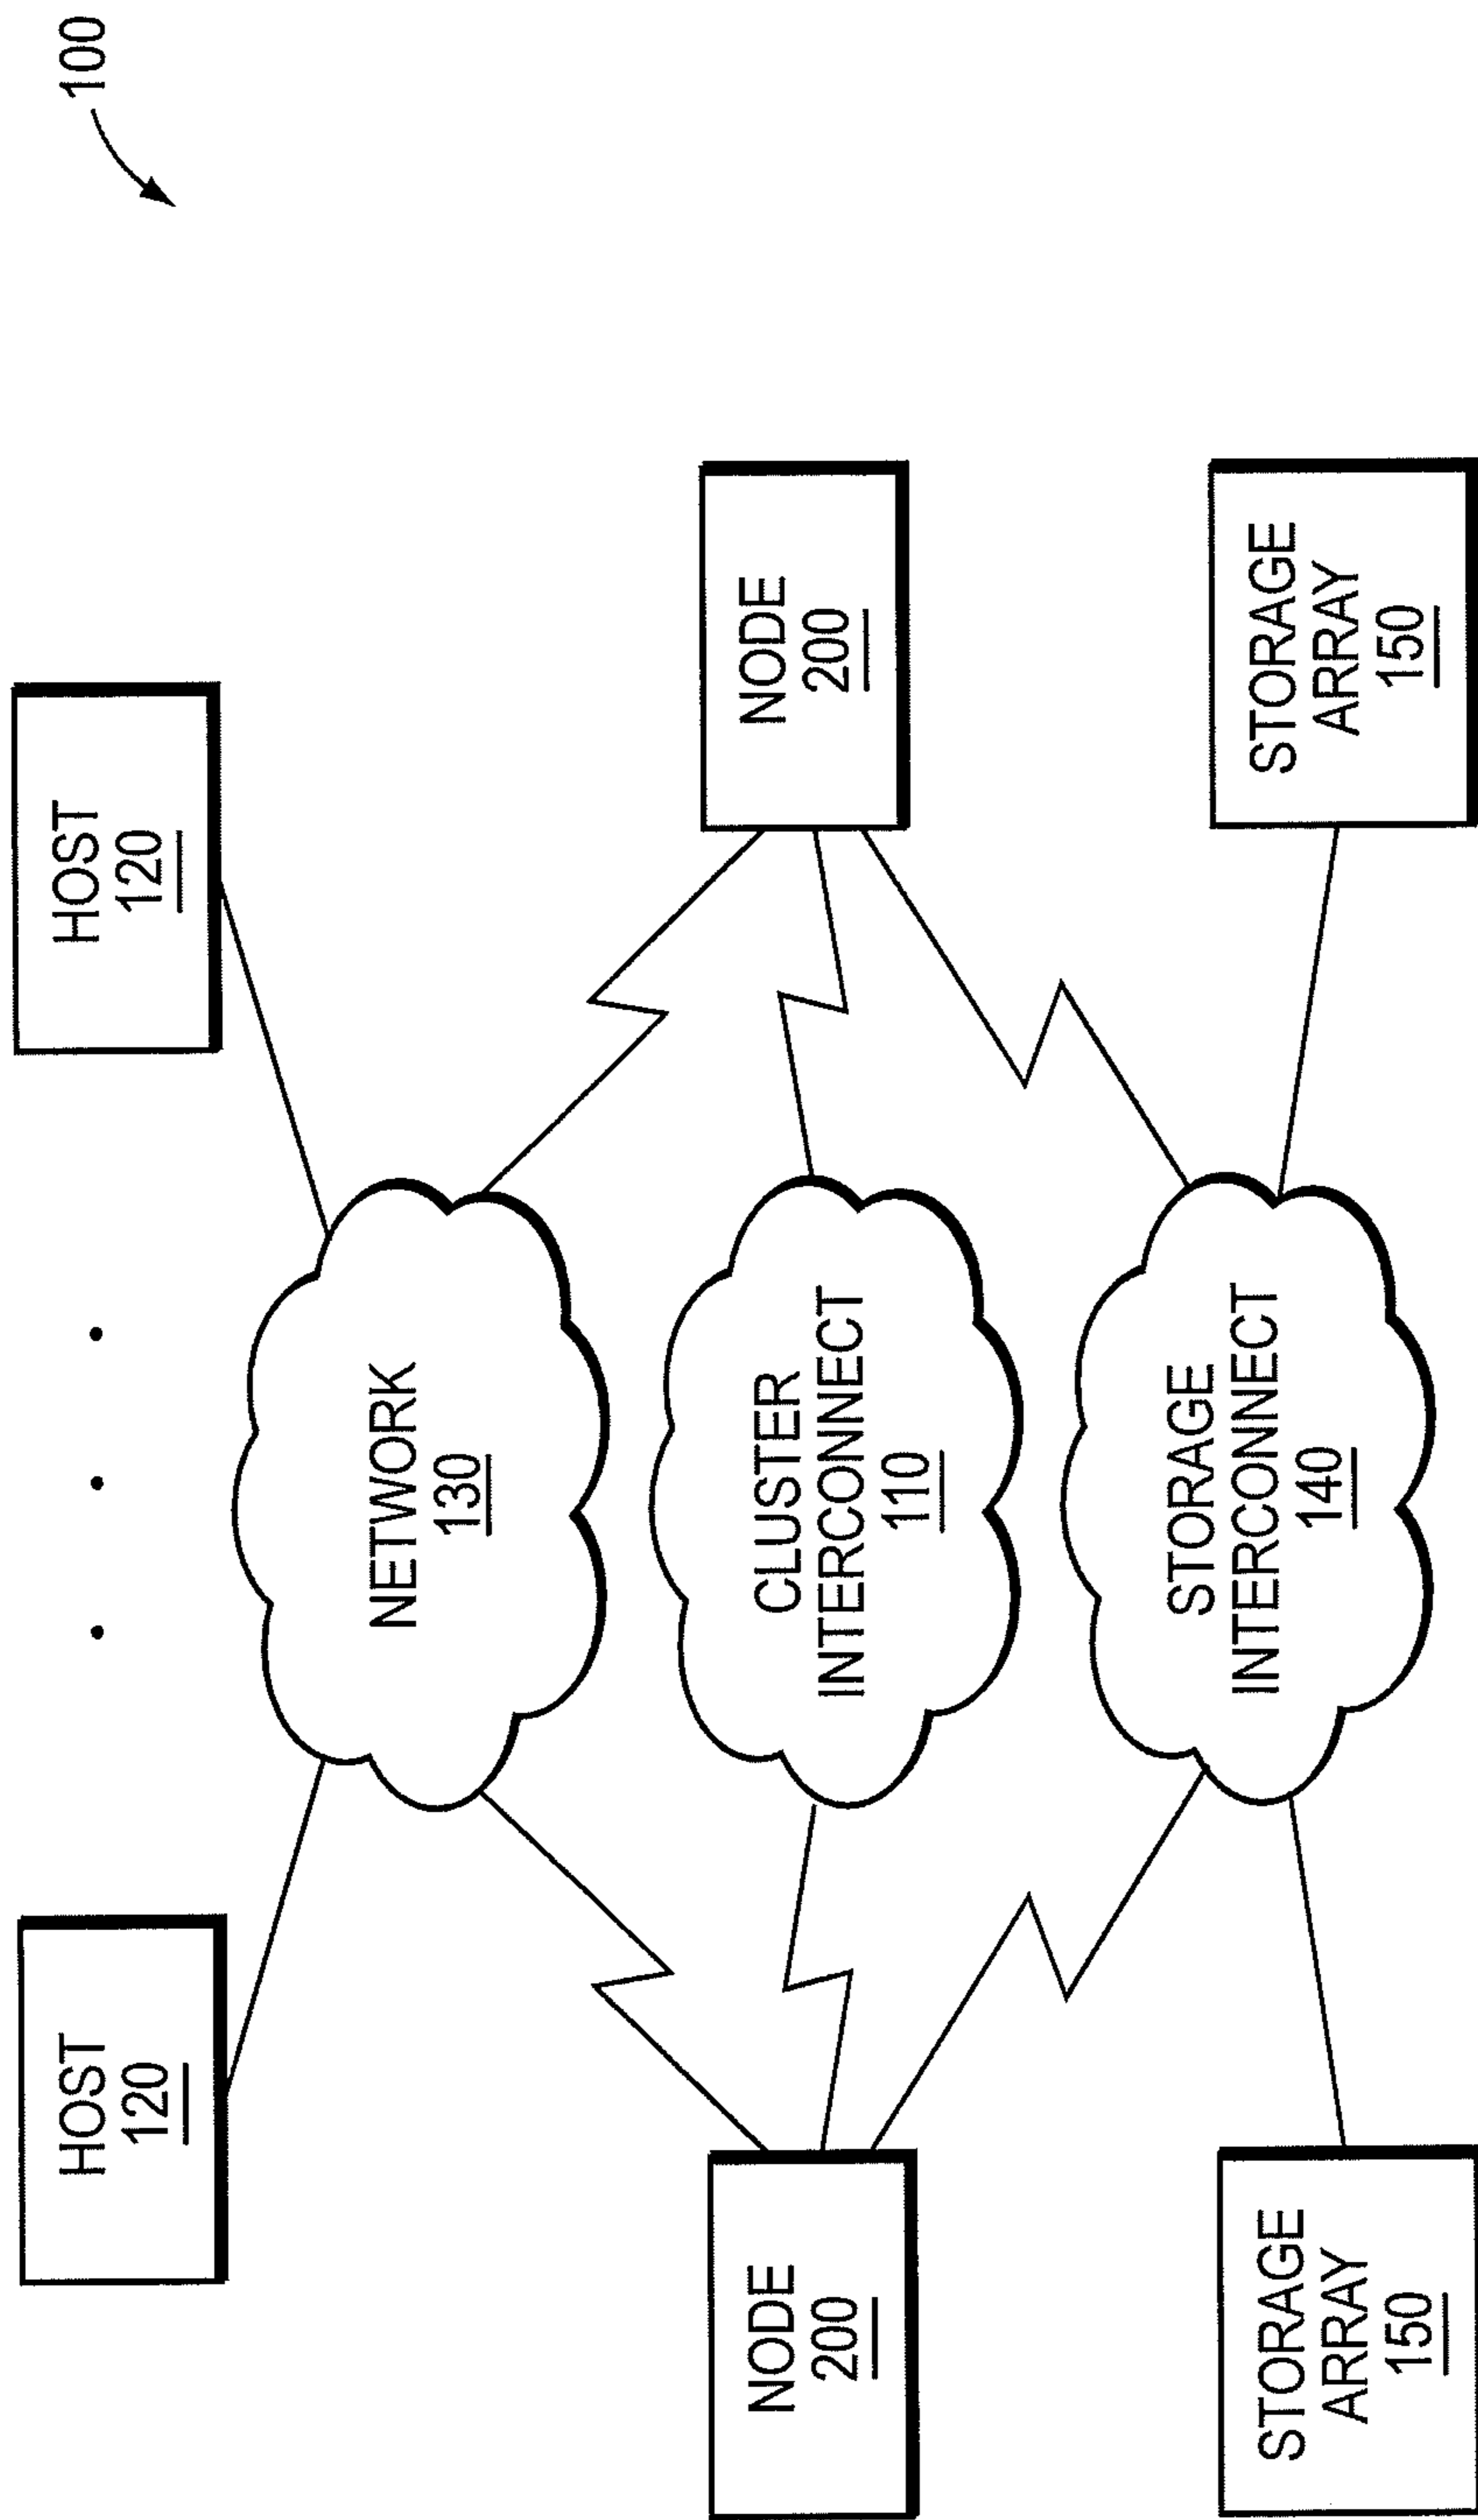 100
HOST
120
. . .
HOST
120
NETWORK
130
NODE
200
CLUSTER
INTERCONNECT
110
NODE
200
STORAGE
INTERCONNECT
140
STORAGE
ARRAY
150
STORAGE
ARRAY
150